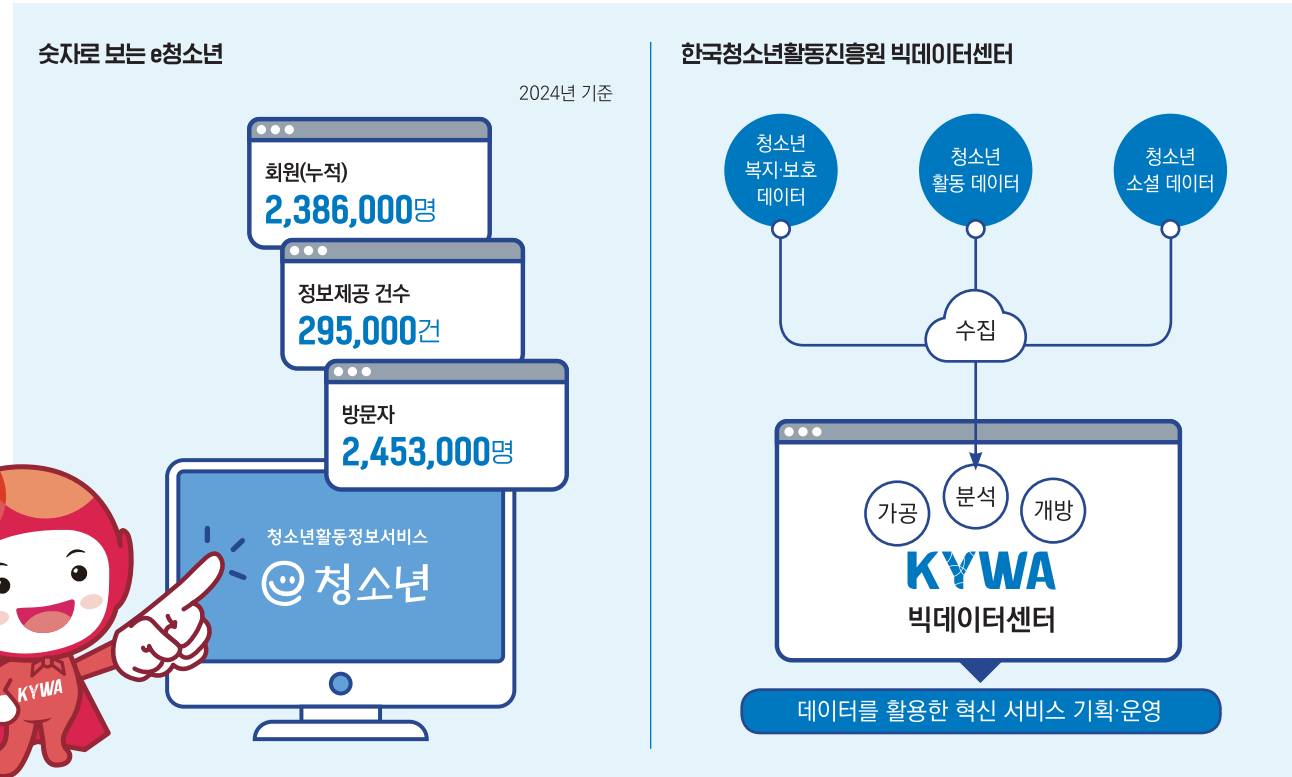 숫자로 보는 e청소년
2024년 기준
회원(누적)
2,386,000명
정보제공 건수
295,000건
방문자
2,453,000명
청소년활동정보서비스
청소년
KYWA
한국청소년활동진흥원 빅데이터센터
청소년
복지·보호
데이터
청소년
활동 데이터
청소년
소셜 데이터
수집
가공
분석
개방
KYWA
빅데이터센터
데이터를 활용한 혁신 서비스 기획·운영